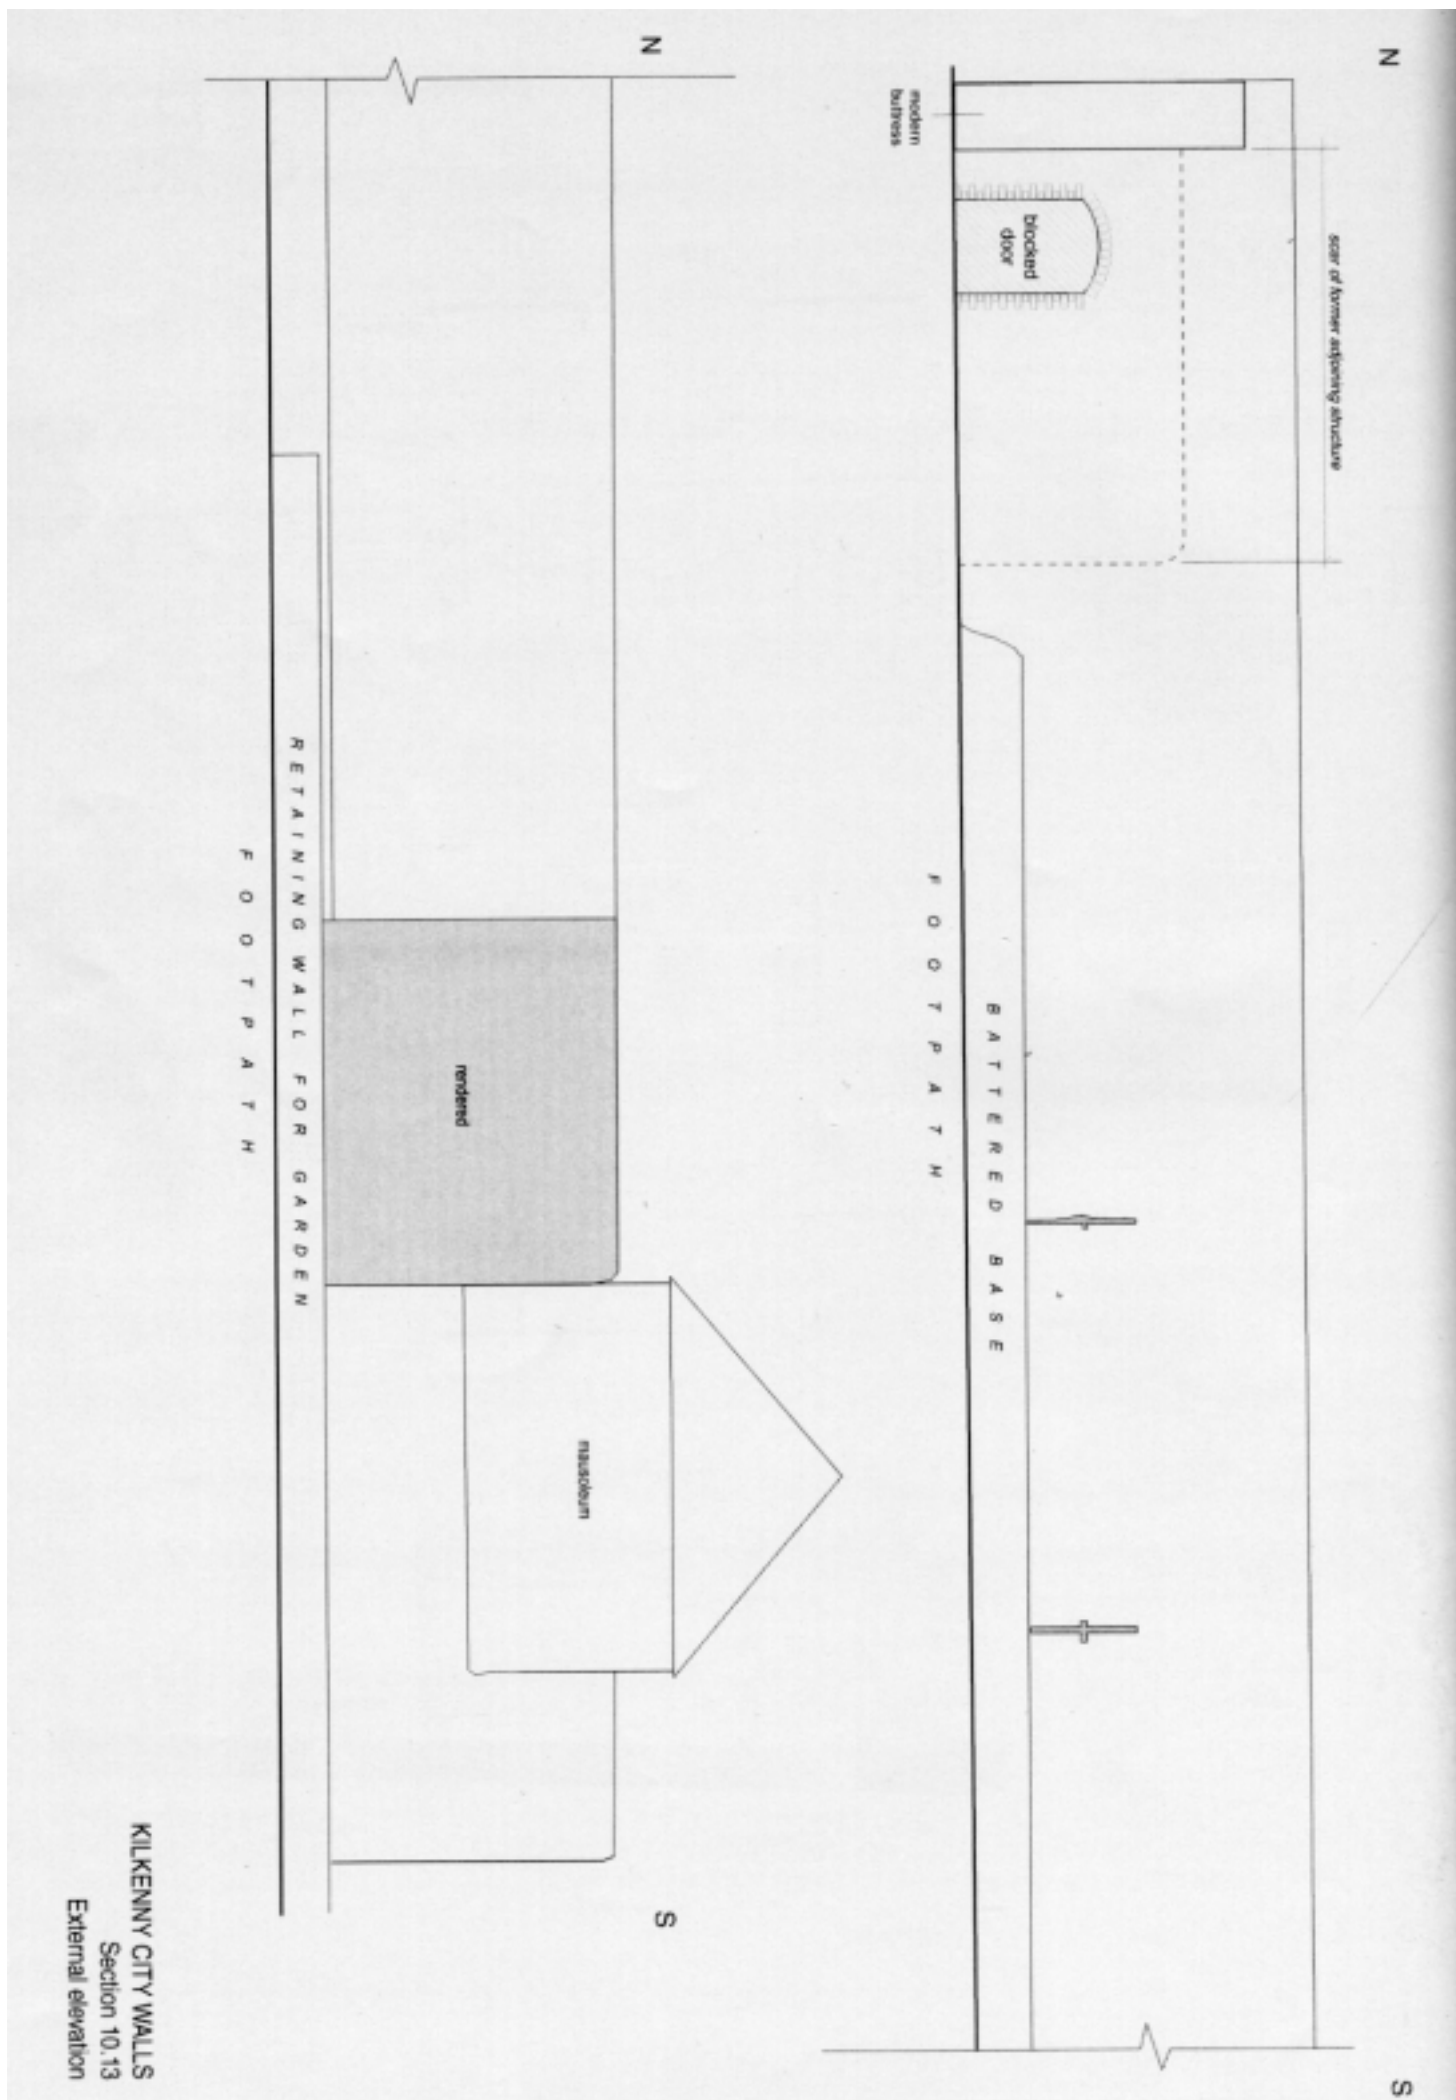 N
S
scar of former adjoining structure
modern
buttress
blocked
door
BATTERED BASE
FOOTPATH
N
S
rendered
mausoleum
RETAINING WALL FOR GARDEN
FOOTPATH
KILKENNY CITY WALLS
Section 10.13
External elevation